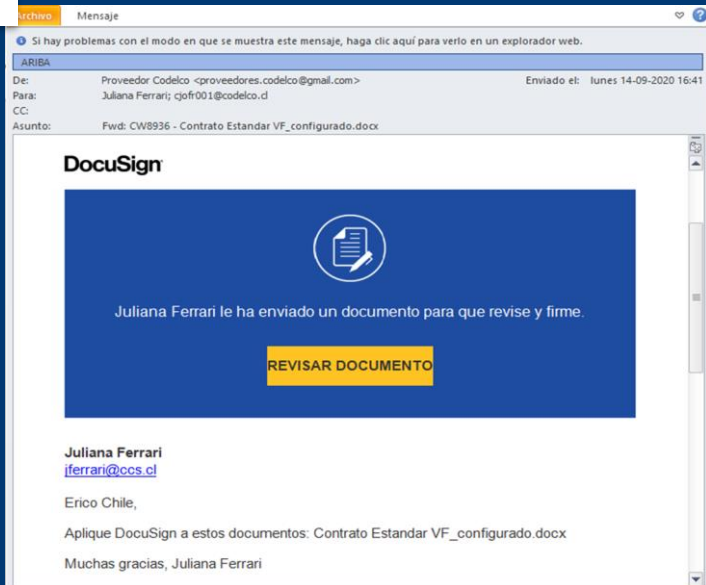 Archivo Mensaje
Si hay problemas con el modo en que se muestra este mensaje, haga clic aquí para verlo en un explorador web.
ARIBA
De: Proveedor Codelco <proveedores.codelco@gmail.com> Enviado el: lunes 14-09-2020 16:41
Para: Juliana Ferrari; cjofr001@codelco.cl
CC:
Asunto: Fwd: CW8936 - Contrato Estandar VF_configurado.docx
DocuSign
Juliana Ferrari le ha enviado un documento para que revise y firme.
REVISAR DOCUMENTO
Juliana Ferrari
jferrari@ccs.cl
Erico Chile,
Aplique DocuSign a estos documentos: Contrato Estandar VF_configurado.docx
Muchas gracias, Juliana Ferrari